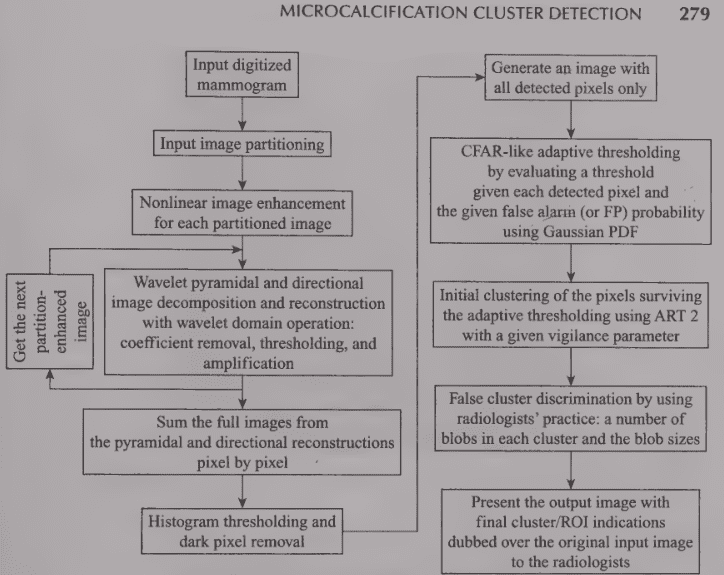 MICROCALCIFICATION CLUSTER DETECTION 279
Input digitized
mammogram
Input image partitioning
Nonlinear image enhancement
for each partitioned image
Get the next
partition-
enhanced
image
Wavelet pyramidal and directional
image decomposition and reconstruction
with wavelet domain operation:
coefficient removal, thresholding, and
amplification
Sum the full images from
the pyramidal and directional reconstructions
pixel by pixel
Histogram thresholding and
dark pixel removal
Generate an image with
all detected pixels only
CFAR-like adaptive thresholding
by evaluating a threshold
given each detected pixel and
the given false alarm (or FP) probability
using Gaussian PDF
Initial clustering of the pixels surviving
the adaptive thresholding using ART 2
with a given vigilance parameter
False cluster discrimination by using
radiologists' practice: a number of
blobs in each cluster and the blob sizes
Present the output image with
final cluster/ROI indications
dubbed over the original input image
to the radiologists